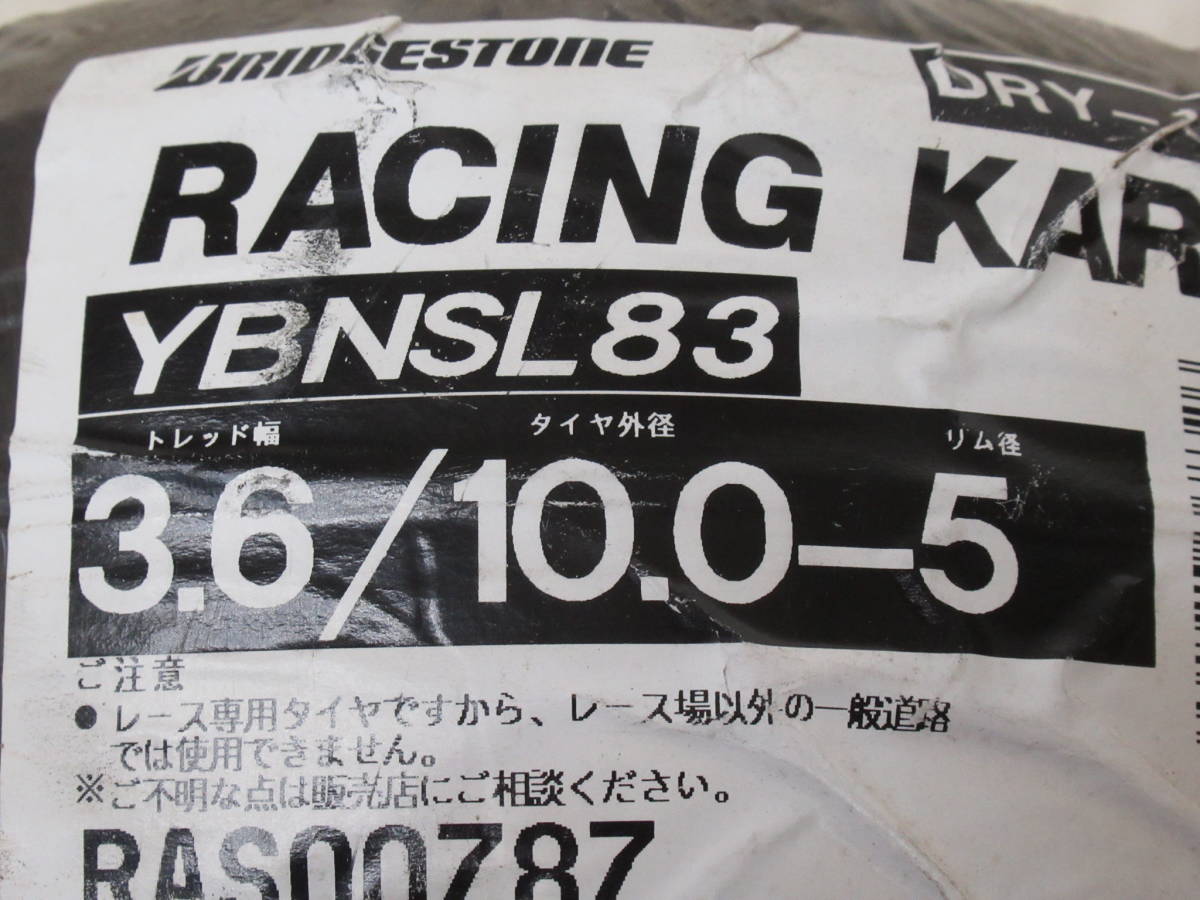 BRIDGESTONE
DRY-
RACING KAR
YBNSL83
トレッド幅 タイヤ外径 リム径
3.6/10.0-5
ご注意
●レース専用タイヤですから、レース場以外の一般道路
では使用できません。
※ご不明な点は販売店にご相談ください。
RAS00787